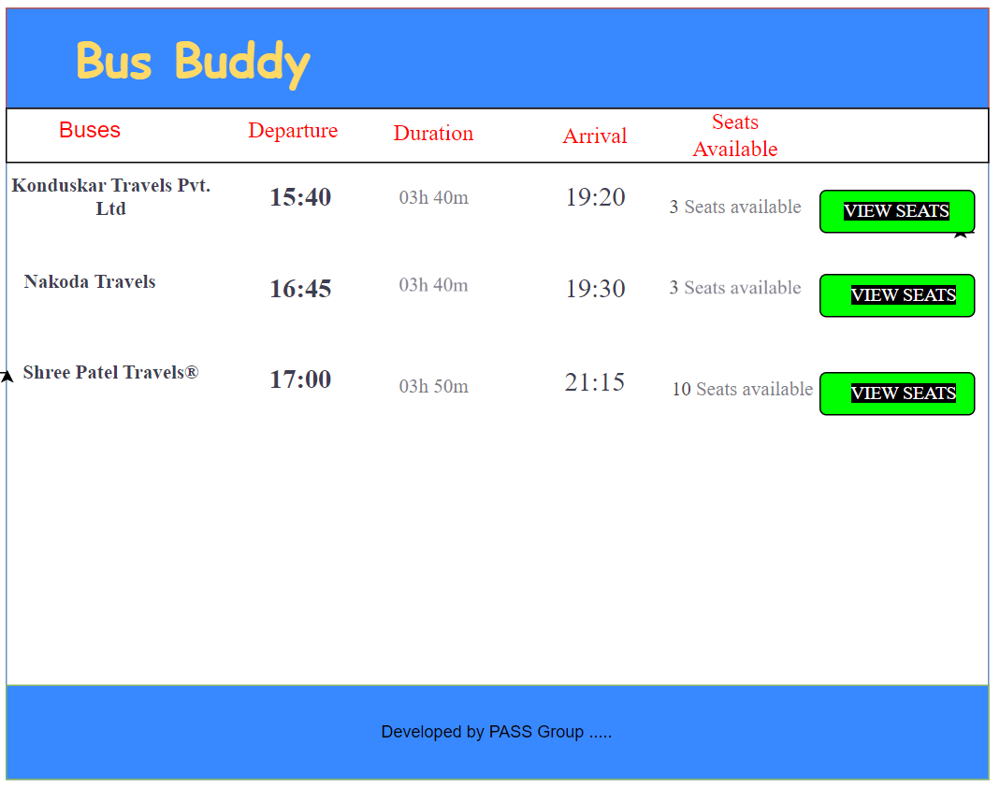 Bus Buddy
Buses Departure Duration Arrival Seats
Available
Konduskar Travels Pvt.
Ltd
15:40 03h 40m 19:20 3 Seats available VIEW SEATS
Nakoda Travels 16:45 03h 40m 19:30 3 Seats available VIEW SEATS
Shree Patel Travels® 17:00 03h 50m 21:15 10 Seats available VIEW SEATS
Developed by PASS Group .....